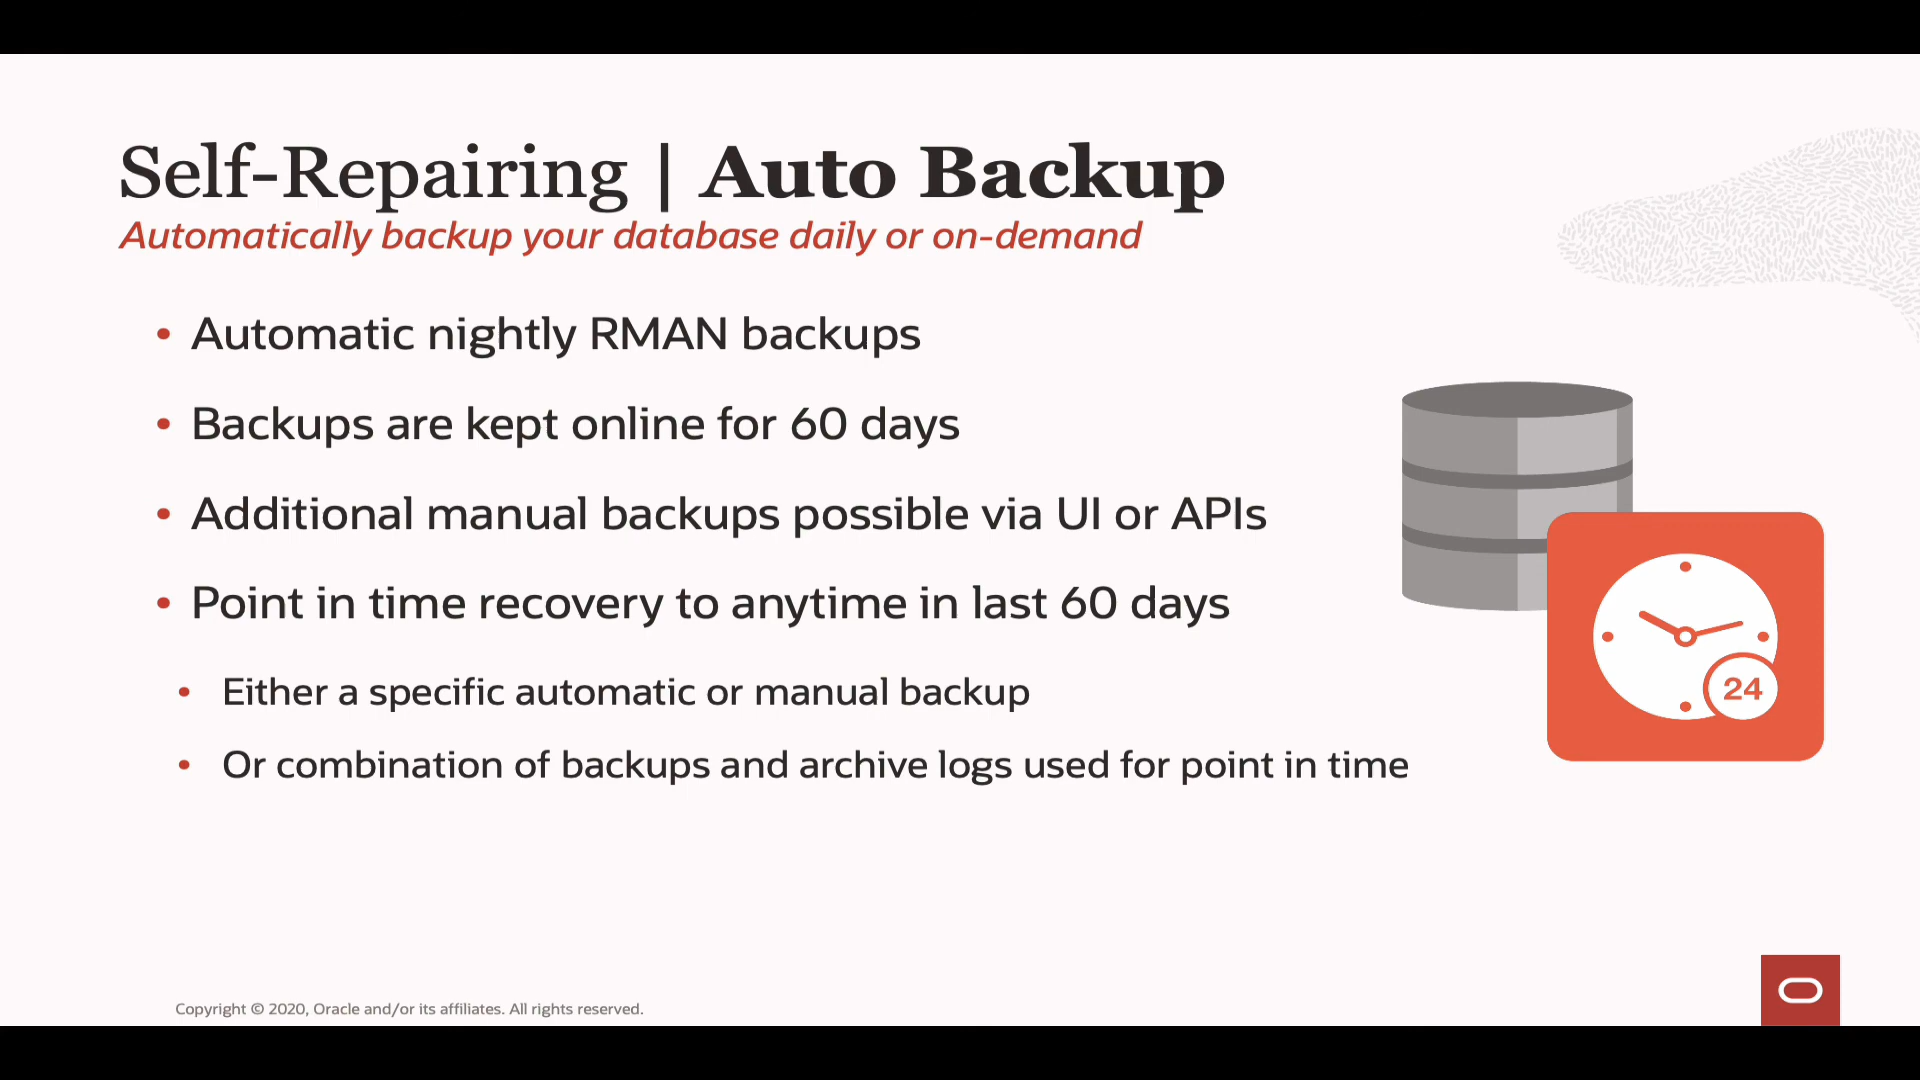 Self-Repairing | Auto Backup
Automatically backup your database daily or on-demand
• Automatic nightly RMAN backups
• Backups are kept online for 60 days
• Additional manual backups possible via UI or APIs
• Point in time recovery to anytime in last 60 days
• Either a specific automatic or manual backup
• Or combination of backups and archive logs used for point in time
24
Copyright © 2020, Oracle and/or its affiliates. All rights reserved.